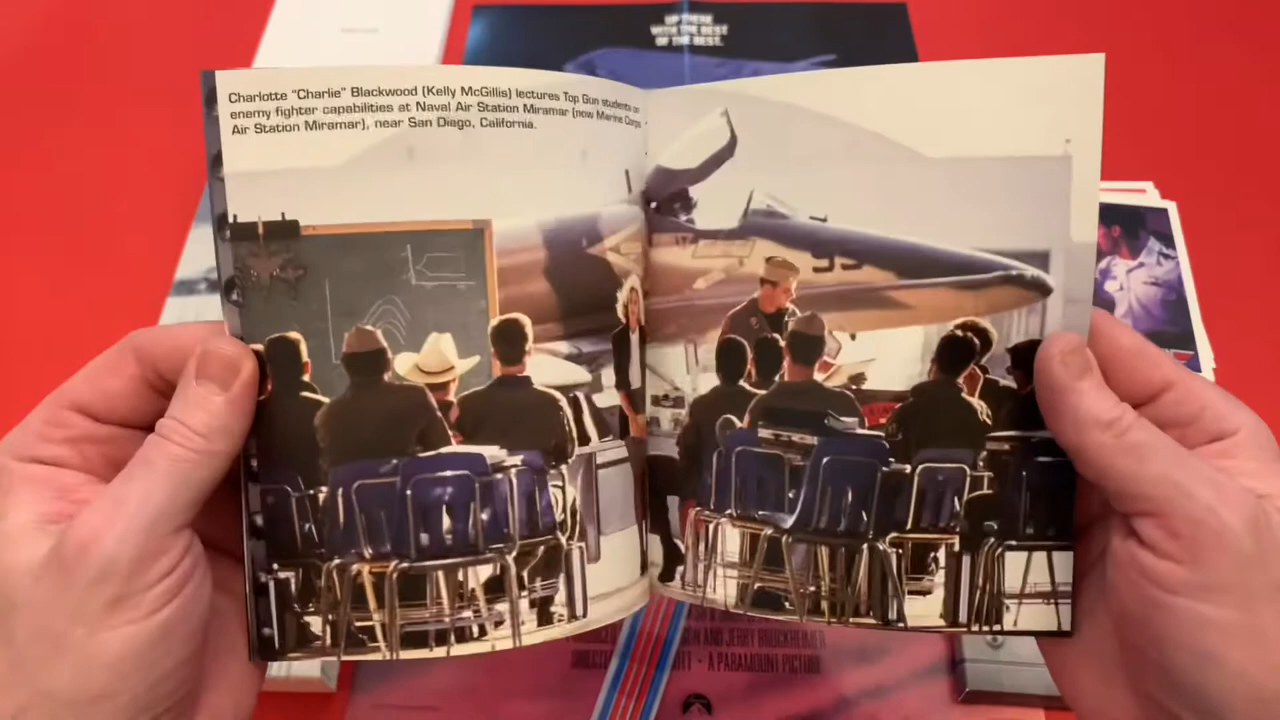 UP THERE
WITH THE BEST
OF THE BEST.
Charlotte "Charlie" Blackwood (Kelly McGillis) lectures Top Gun students on
enemy fighter capabilities at Naval Air Station Miramar (now Marine Corps
Air Station Miramar), near San Diego, California.
AND JERRY BRUCKHEIMER
A PARAMOUNT PICTURE